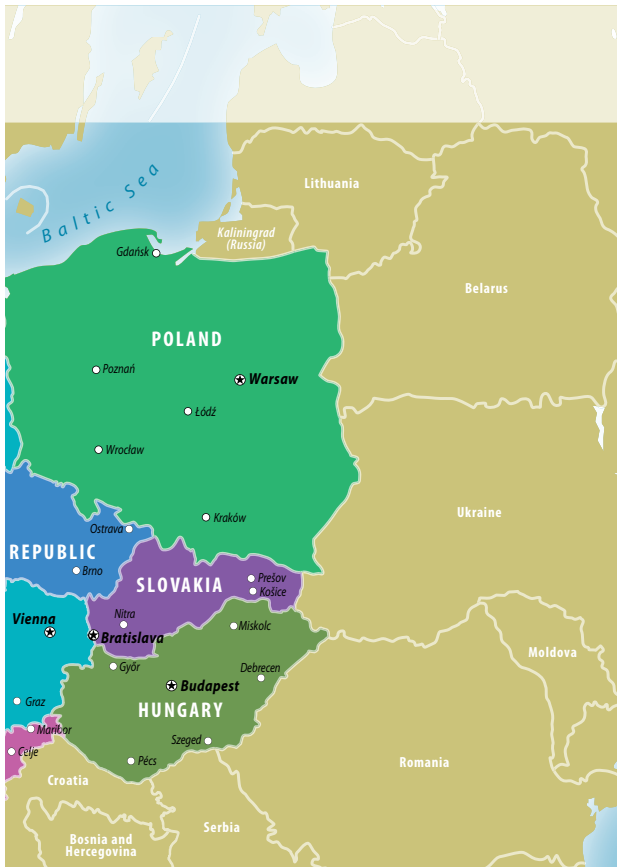 Lithuania
Baltic Sea
Kaliningrad
(Russia)
Gdańsk
Belarus
POLAND
Poznań
Warsaw
Łódź
Wrocław
Kraków
Ukraine
Ostrava
REPUBLIC
Brno
SLOVAKIA
Prešov
Košice
Nitra
Vienna
Bratislava
Miskolc
Moldova
Győr
Debrecen
Budapest
Graz
HUNGARY
Maribor
Szeged
Celje
Pécs
Romania
Croatia
Serbia
Bosnia and
Hercegovina